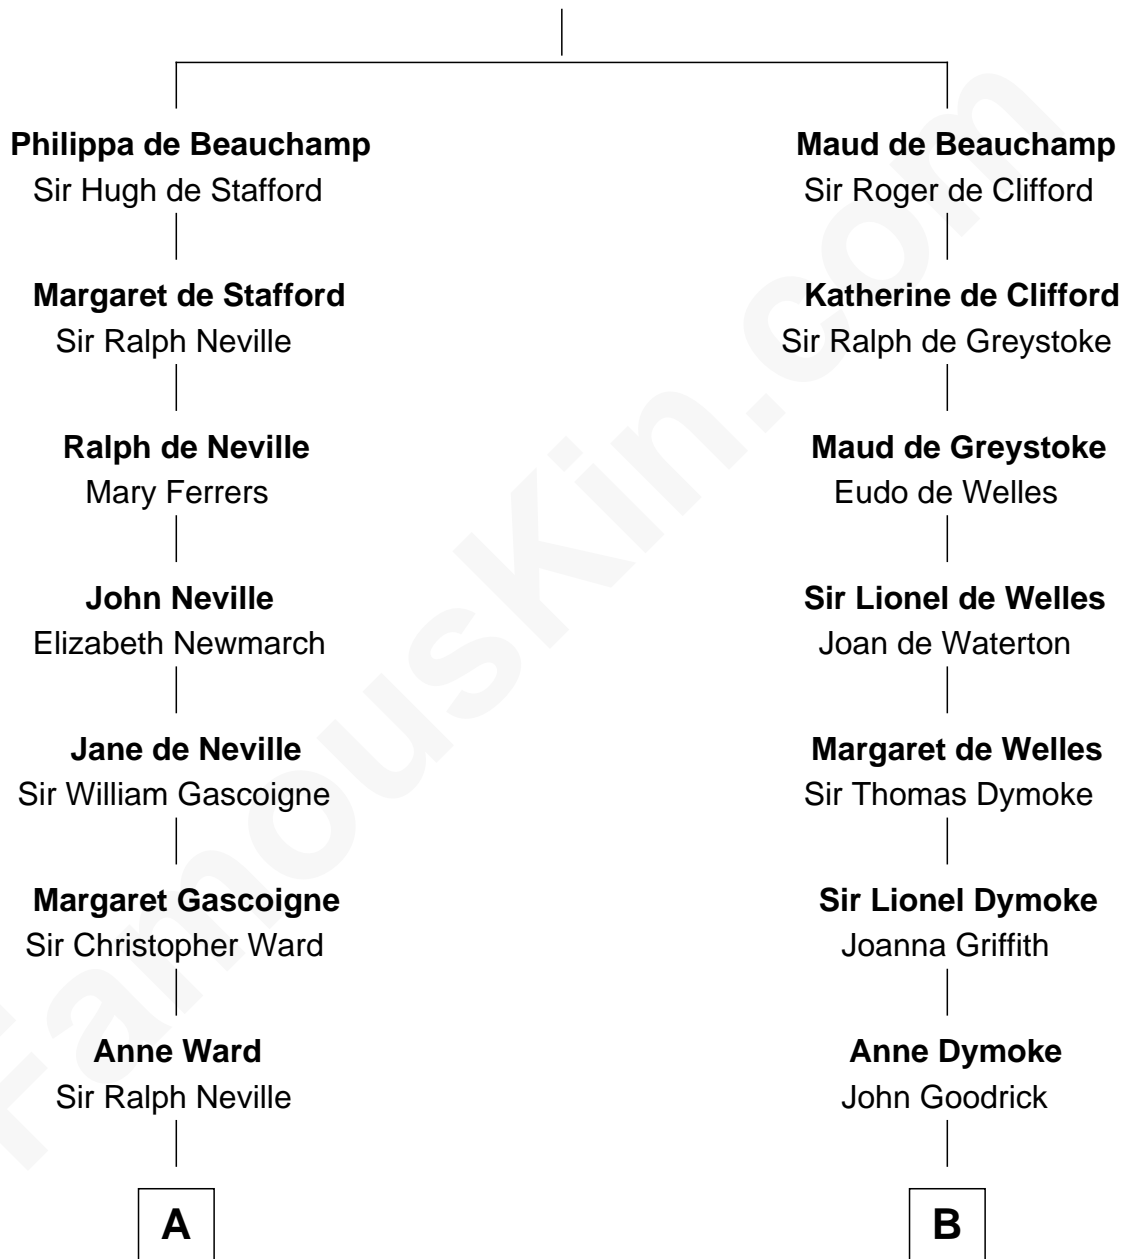 Philippa de Beauchamp
Sir Hugh de Stafford
Margaret de Stafford
Sir Ralph Neville
Ralph de Neville
Mary Ferrers
John Neville
Elizabeth Newmarch
Jane de Neville
Sir William Gascoigne
Margaret Gascoigne
Sir Christopher Ward
Anne Ward
Sir Ralph Neville
A
Maud de Beauchamp
Sir Roger de Clifford
Katherine de Clifford
Sir Ralph de Greystoke
Maud de Greystoke
Eudo de Welles
Sir Lionel de Welles
Joan de Waterton
Margaret de Welles
Sir Thomas Dymoke
Sir Lionel Dymoke
Joanna Griffith
Anne Dymoke
John Goodrick
B
FamousKin.com